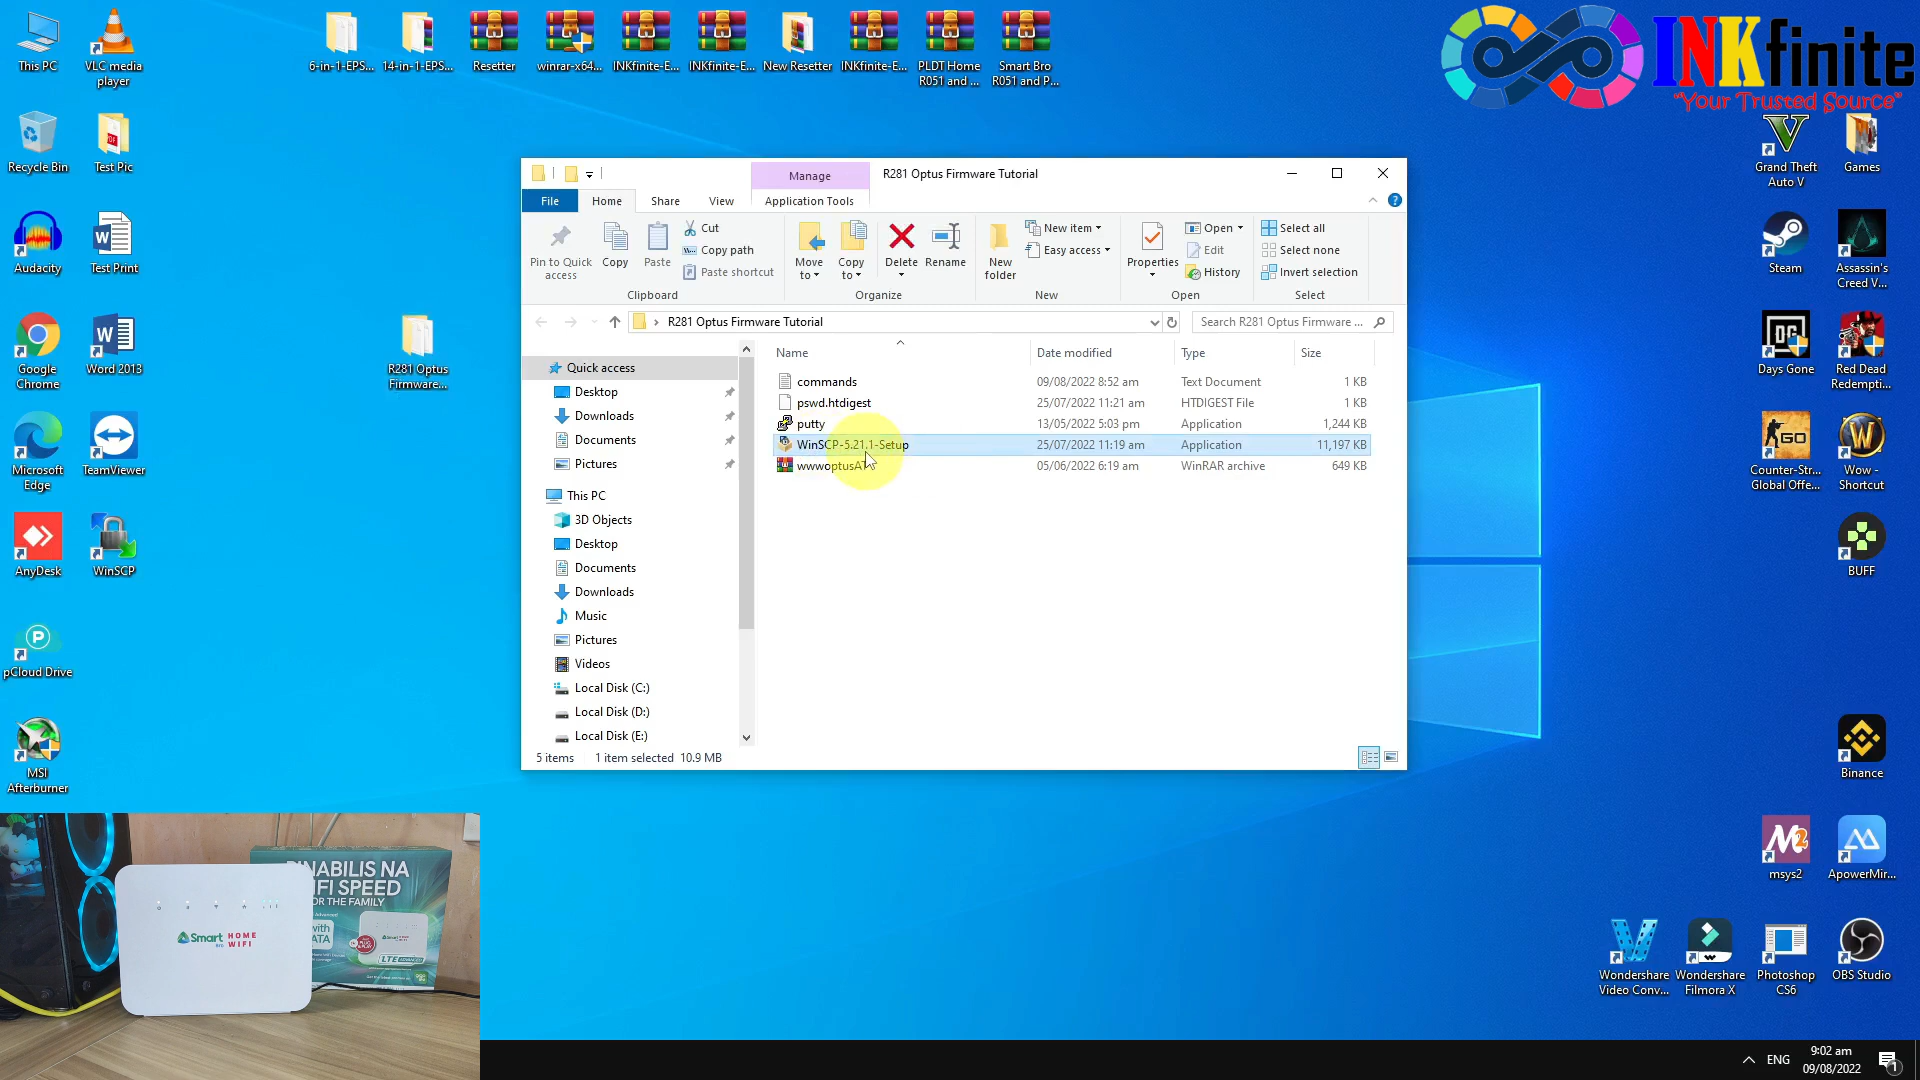 This PC
VLC media
player
6-in-1-EPS...
14-in-1-EPS...
Resetter
winrar-x64...
INKfinite-E...
INKfinite-E...
New Resetter
INKfinite-E...
PLDT Home
R051 and ...
Smart Bro
R051 and P...
INKfinite
"Your Trusted Source"
Recycle Bin
Test Pic
Grand Theft
Auto V
Games
Audacity
Test Print
Steam
Assassin's
Creed V...
Google
Chrome
Word 2013
R281 Optus
Firmware...
Days Gone
Red Dead
Redempti...
Microsoft
Edge
TeamViewer
Counter-Str...
Global Offe...
Wow -
Shortcut
AnyDesk
WinSCP
BUFF
pCloud Drive
MSI
Afterburner
Binance
msys2
ApowerMir...
Wondershare
Video Conv...
Wondershare
Filmora X
Photoshop
CS6
OBS Studio
Manage
R281 Optus Firmware Tutorial
File
Home
Share
View
Application Tools
Pin to Quick
access
Copy
Paste
Cut
Copy path
Paste shortcut
Clipboard
Move
to
Copy
to
Delete
Rename
Organize
New
folder
New item
Easy access
New
Properties
Open
Edit
History
Open
Select all
Select none
Invert selection
Select
R281 Optus Firmware Tutorial
Search R281 Optus Firmware ...
Quick access
Desktop
Downloads
Documents
Pictures
This PC
3D Objects
Desktop
Documents
Downloads
Music
Pictures
Videos
Local Disk (C:)
Local Disk (D:)
Local Disk (E:)
Name Date modified Type Size
commands 09/08/2022 8:52 am Text Document 1 KB
pswd.htdigest 25/07/2022 11:21 am HTDIGEST File 1 KB
putty 13/05/2022 5:03 pm Application 1,244 KB
WinSCP-5.21.1-Setup 25/07/2022 11:19 am Application 11,197 KB
wwwoptusAT 05/06/2022 6:19 am WinRAR archive 649 KB
5 items 1 item selected 10.9 MB
PINABILIS NA
WIFI SPEED
FOR THE FAMILY
with
DATA
LTE ADVANCED
Smart HOME
WIFI
ENG
9:02 am
09/08/2022
1